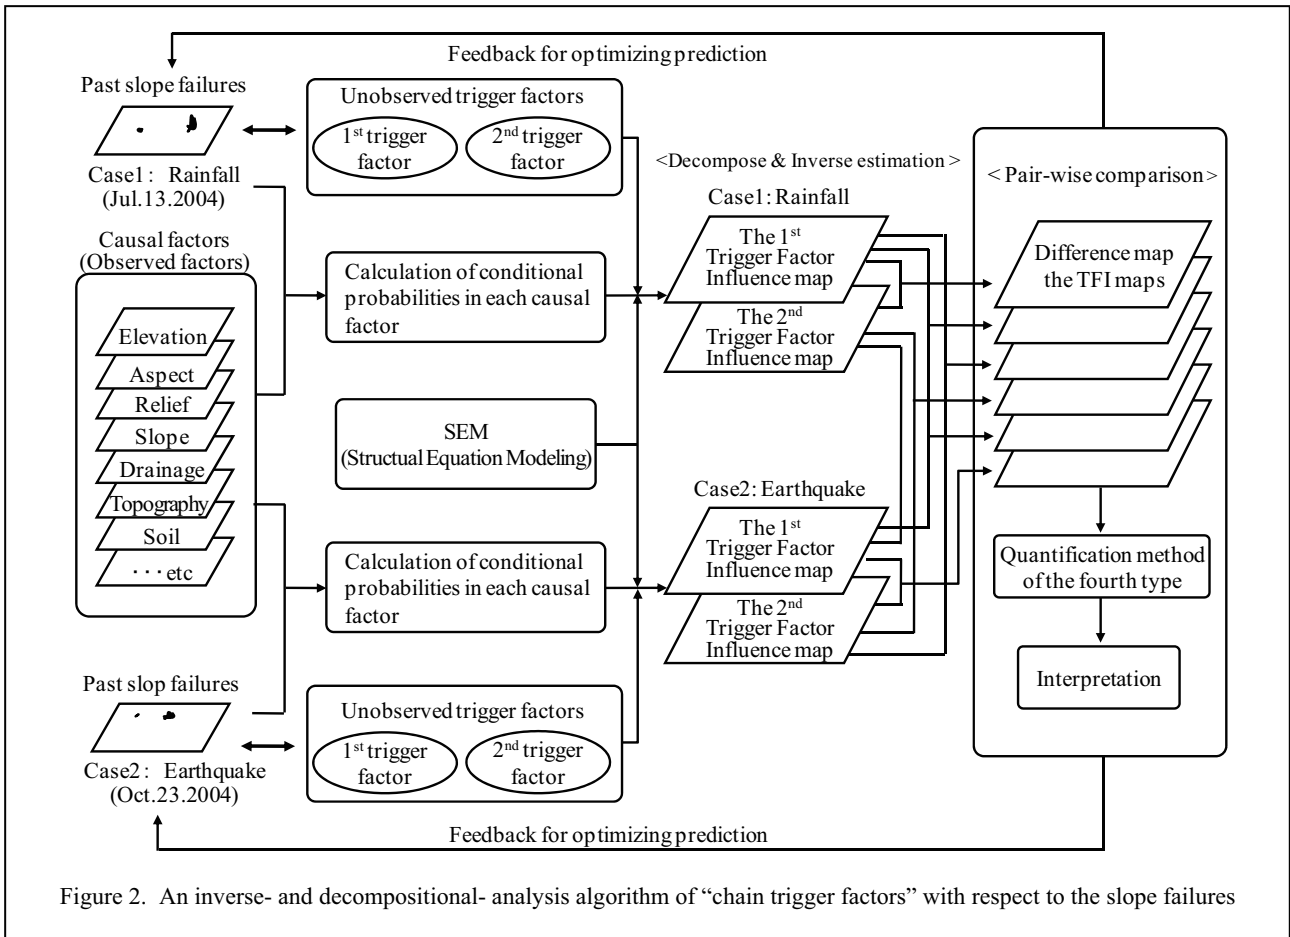 Feedback for optimizing prediction
Past slope failures
Case1 : Rainfall
(Jul.13.2004)
Unobserved trigger factors
1st trigger
factor
2nd trigger
factor
Causal factors
(Observed factors)
Elevation
Aspect
Relief
Slope
Drainage
Topography
Soil
･･･etc
Calculation of conditional
probabilities in each causal
factor
SEM
(Structual Equation Modeling)
Calculation of conditional
probabilities in each causal
factor
Past slop failures
Case2 : Earthquake
(Oct.23.2004)
Unobserved trigger factors
1st trigger
factor
2nd trigger
factor
<Decompose & Inverse estimation >
Case1: Rainfall
The 1st
Trigger Factor
Influence map
The 2nd
Trigger Factor
Influence map
Case2: Earthquake
The 1st
Trigger Factor
Influence map
The 2nd
Trigger Factor
Influence map
< Pair-wise comparison >
Difference map
the TFI maps
Quantification method
of the fourth type
Interpretation
Feedback for optimizing prediction
Figure 2. An inverse- and decompositional- analysis algorithm of “chain trigger factors” with respect to the slope failures